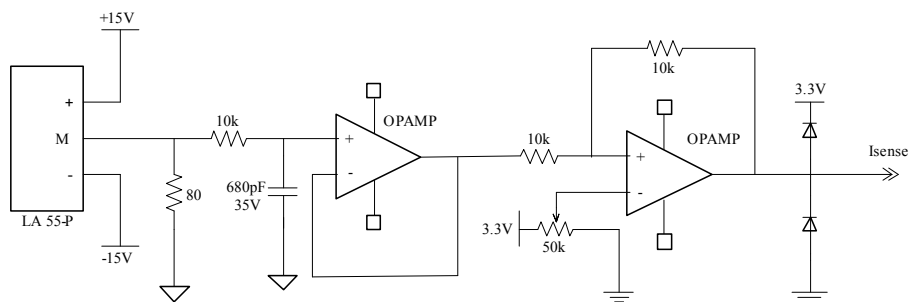 +15V
+
M
-
LA 55-P
-15V
80
10k
680pF
35V
+
-
OPAMP
10k
10k
+
-
OPAMP
3.3V
50k
3.3V
Isense